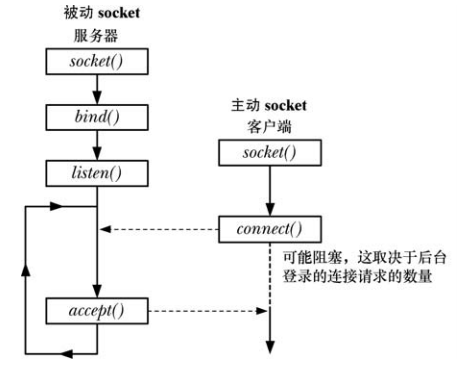 被动 socket
服务器
socket()
bind()
listen()
accept()
主动 socket
客户端
socket()
connect()
可能阻塞，这取决于后台
登录的连接请求的数量